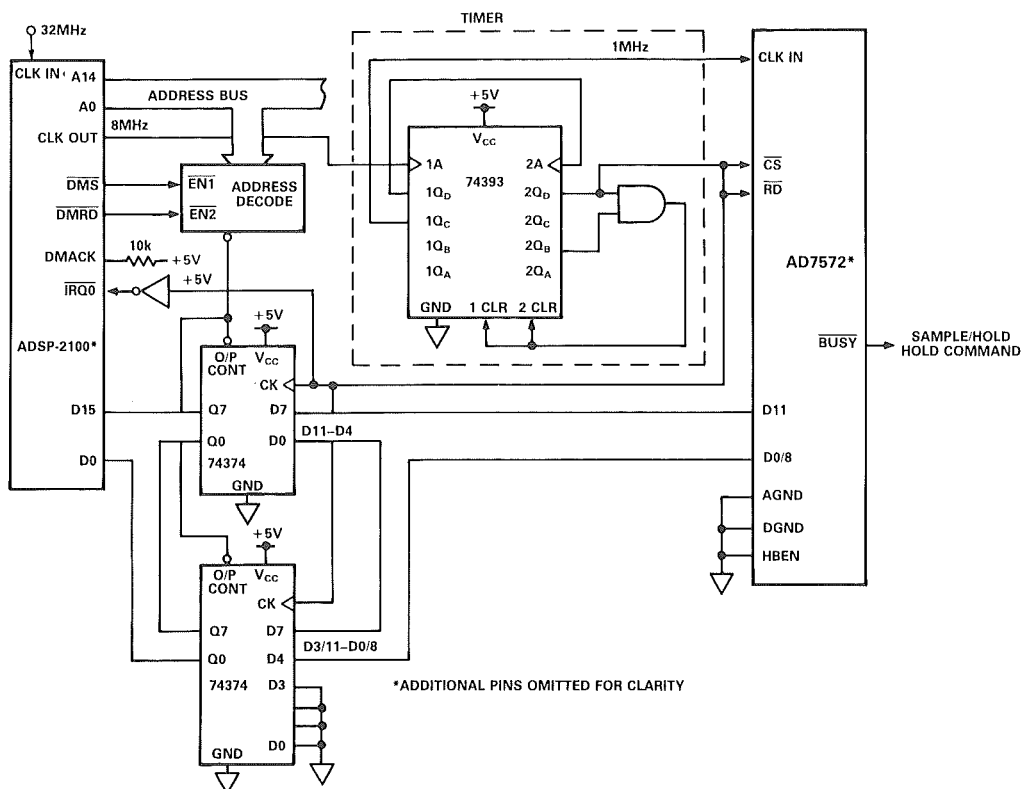 TIMER
32MHz
1MHz
CLK IN
A14
ADDRESS BUS
A0
+5V
8MHz
CLK OUT
VCC
DMS
EN1
ADDRESS
DECODE
DMRD
EN2
1A
2A
74393
1QD
2QD
1QC
2QC
1QB
2QB
1QA
2QA
GND
1 CLR
2 CLR
CLK IN
CS
RD
AD7572*
BUSY
SAMPLE/HOLD
HOLD COMMAND
DMACK
10k
+5V
IRQ0
+5V
ADSP-2100*
+5V
O/P
CONT
VCC
CK
D15
Q7
D7
D11
Q0
D0
D11–D4
D0
74374
D0/8
GND
AGND
DGND
HBEN
+5V
O/P
CONT
VCC
CK
Q7
D7
D3/11–D0/8
Q0
D4
74374
D3
*ADDITIONAL PINS OMITTED FOR CLARITY
D0
GND